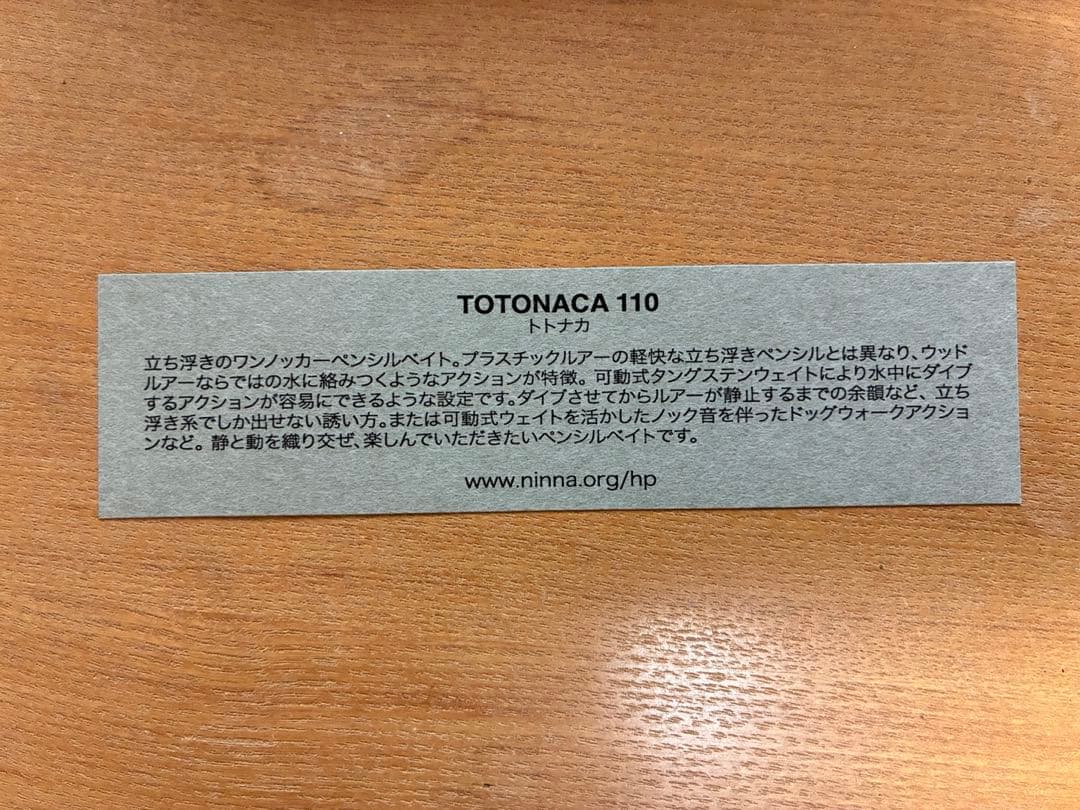 TOTONACA 110
トトナカ
立ち浮きのワンノッカーペンシルベイト。プラスチックルアーの軽快な立ち浮きペンシルとは異なり、ウッド
ルアーならではの水に絡みつくようなアクションが特徴。可動式タングステンウェイトにより水中にダイブ
するアクションが容易にできるような設定です。ダイブさせてからルアーが静止するまでの余韻など、立ち
浮き系でしか出せない誘い方。または可動式ウェイトを活かしたノック音を伴ったドッグウォークアクショ
ンなど。静と動を織り交ぜ、楽しんでいただきたいペンシルベイトです。
www.ninna.org/hp